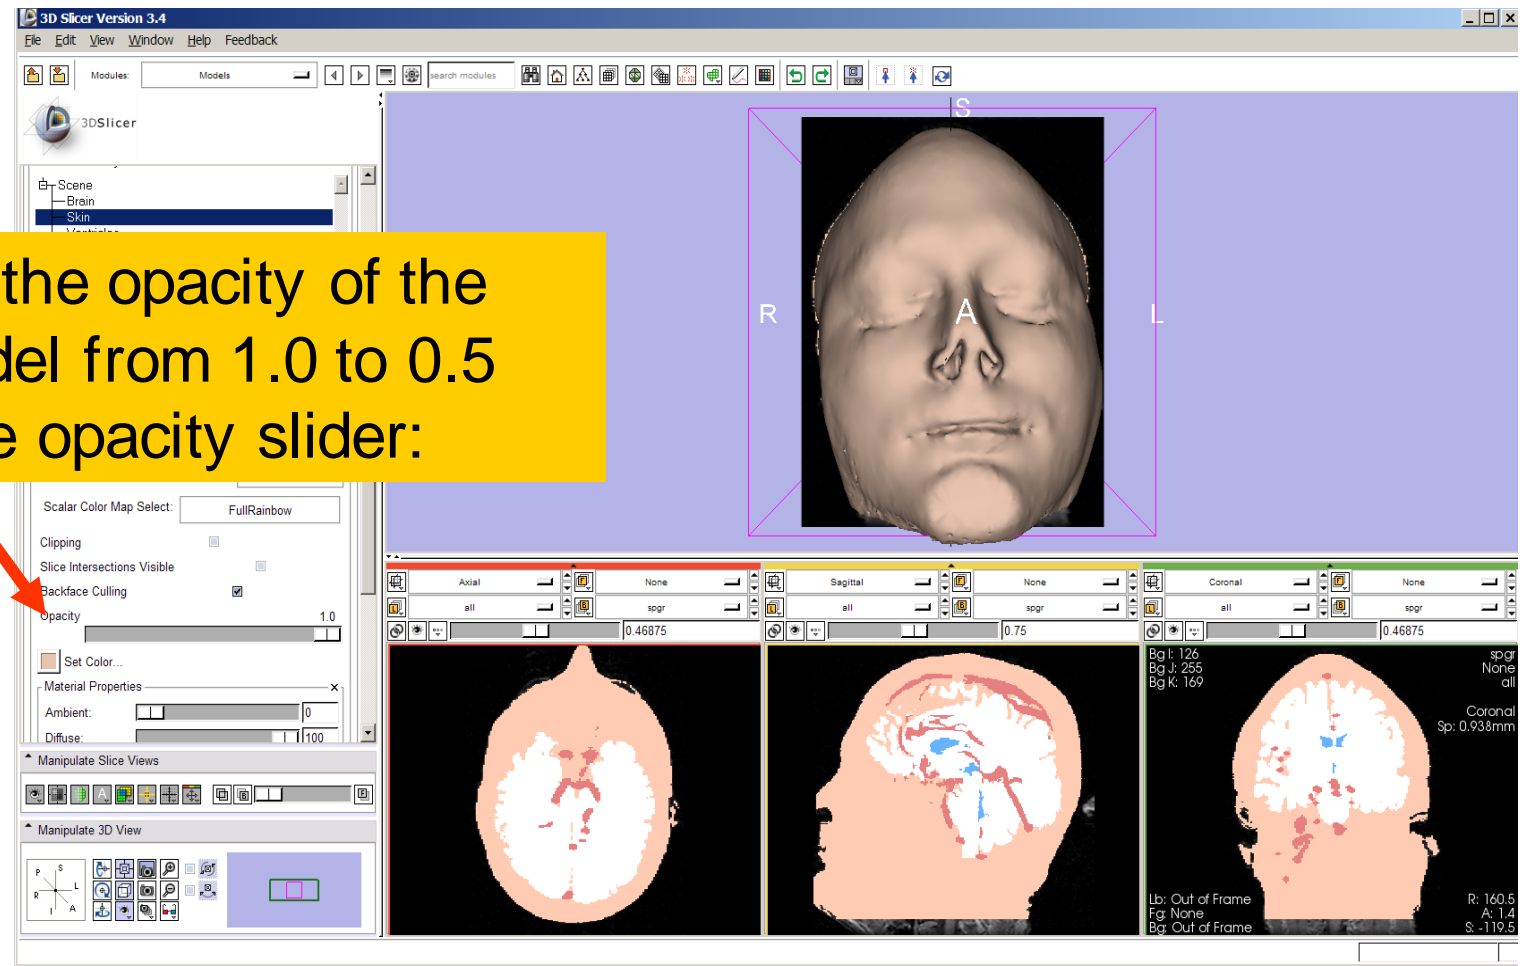 3D Slicer Version 3.4
File Edit View Window Help Feedback
Modules: Models search modules
3DSlicer
Scene
Brain
Skin
the opacity of the
del from 1.0 to 0.5
e opacity slider:
Scalar Color Map Select: FullRainbow
Clipping
Slice Intersections Visible
Backface Culling
Opacity 1.0
Set Color...
Material Properties
Ambient: 0
Diffuse: 100
Manipulate Slice Views
Manipulate 3D View
P S
R L
I A
S
R A L
Axial None
all spgr
0.46875
Sagittal None
all spgr
0.75
Coronal None
all spgr
0.46875
Bg I: 126 spgr
Bg J: 255 None
Bg K: 169 all
Coronal
Sp: 0.938mm
Lb: Out of Frame R: 160.5
Fg: None A: 1.4
Bg: Out of Frame S: -119.5